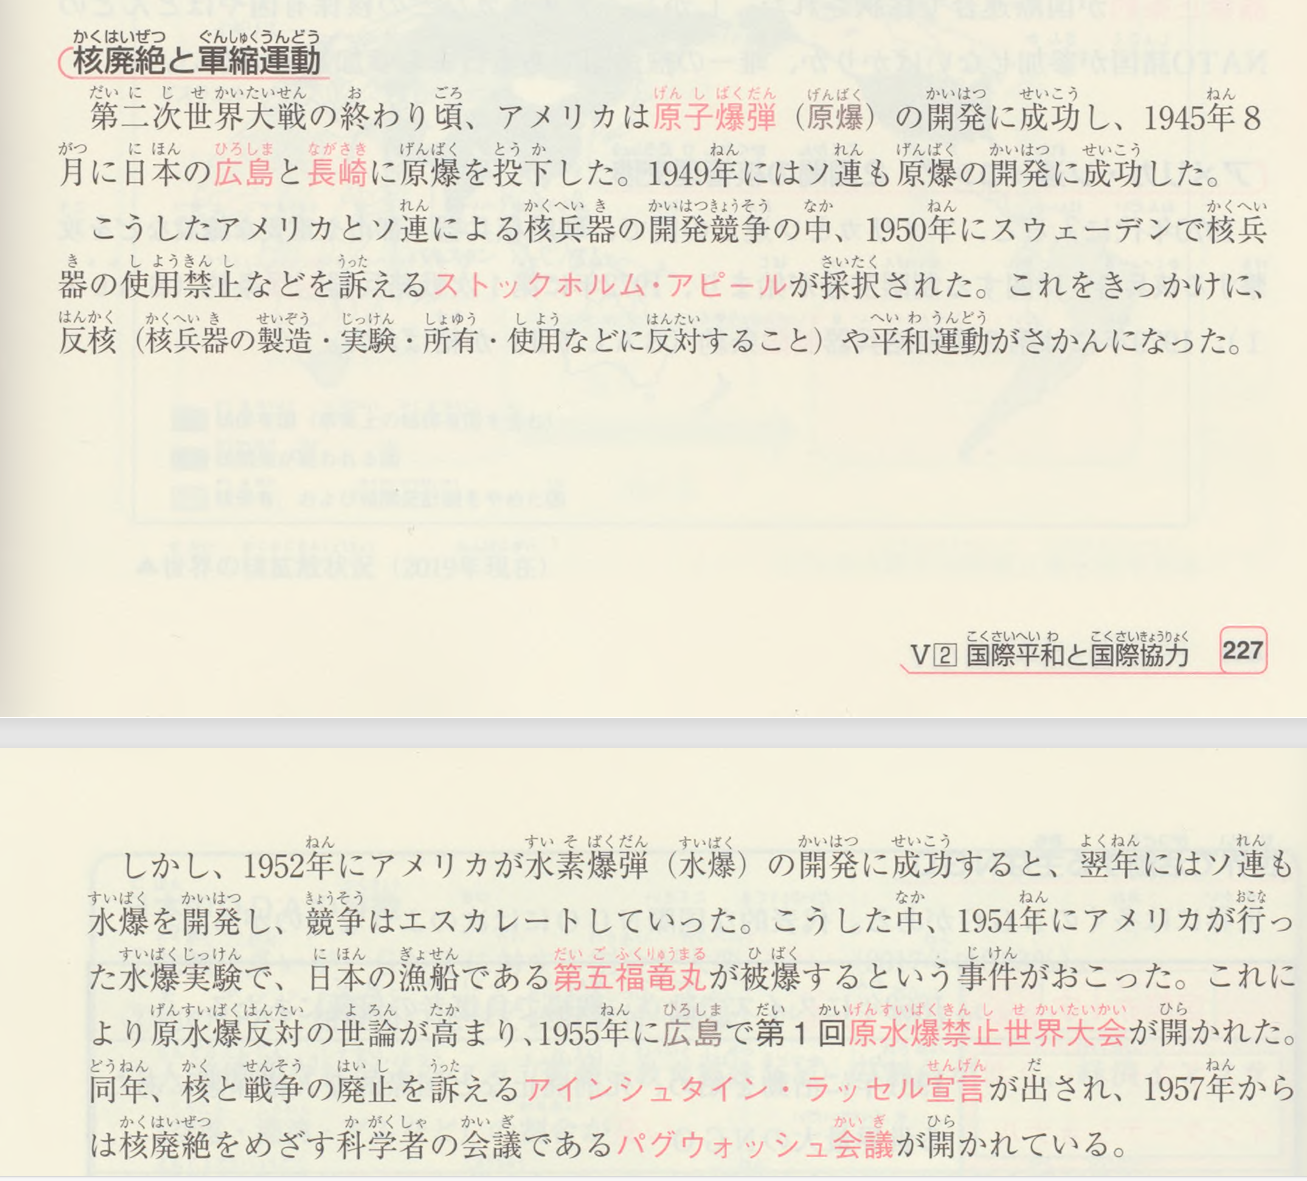 核廃絶と軍縮運動
第二次世界大戦の終わり頃、アメリカは原子爆弾（原爆）の開発に成功し、1945年8
月に日本の広島と長崎に原爆を投下した。1949年にはソ連も原爆の開発に成功した。
こうしたアメリカとソ連による核兵器の開発競争の中、1950年にスウェーデンで核兵
器の使用禁止などを訴えるストックホルム・アピールが採択された。これをきっかけに、
反核（核兵器の製造・実験・所有・使用などに反対すること）や平和運動がさかんになった。
V2 国際平和と国際協力 227
しかし、1952年にアメリカが水素爆弾（水爆）の開発に成功すると、翌年にはソ連も
水爆を開発し、競争はエスカレートしていった。こうした中、1954年にアメリカが行っ
た水爆実験で、日本の漁船である第五福竜丸が被爆するという事件がおこった。これに
より原水爆反対の世論が高まり、1955年に広島で第1回原水爆禁止世界大会が開かれた。
同年、核と戦争の廃止を訴えるアインシュタイン・ラッセル宣言が出され、1957年から
は核廃絶をめざす科学者の会議であるパグウォッシュ会議が開かれている。